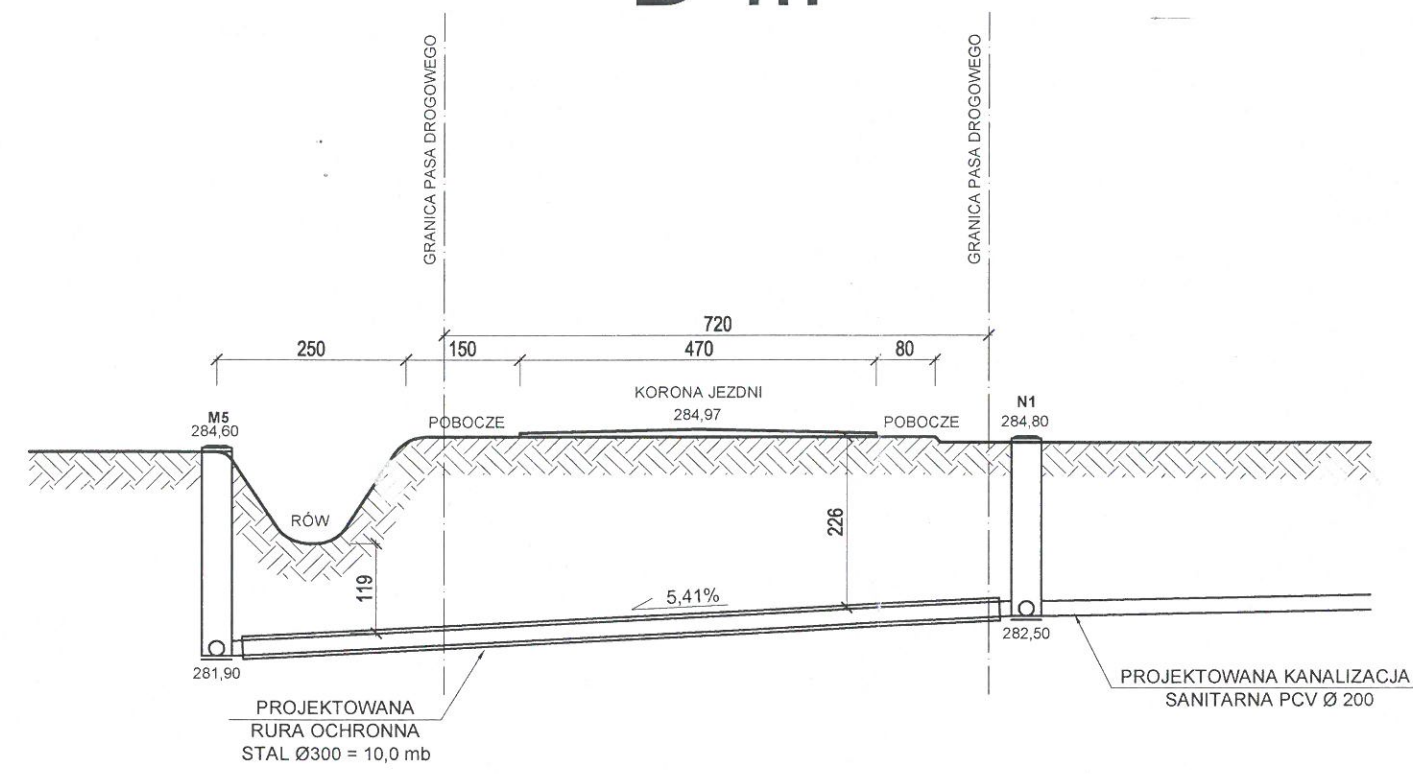 GRANICA PASA DROGOWEGO
GRANICA PASA DROGOWEGO
720
250
150
470
80
KORONA JEZDNI
284,97
M5
284,60
POBOCZE
POBOCZE
N1
284,80
RÓW
119
226
5,41%
281,90
282,50
PROJEKTOWANA
RURA OCHRONNA
STAL Ø300 = 10,0 mb
PROJEKTOWANA KANALIZACJA
SANITARNA PCV Ø 200